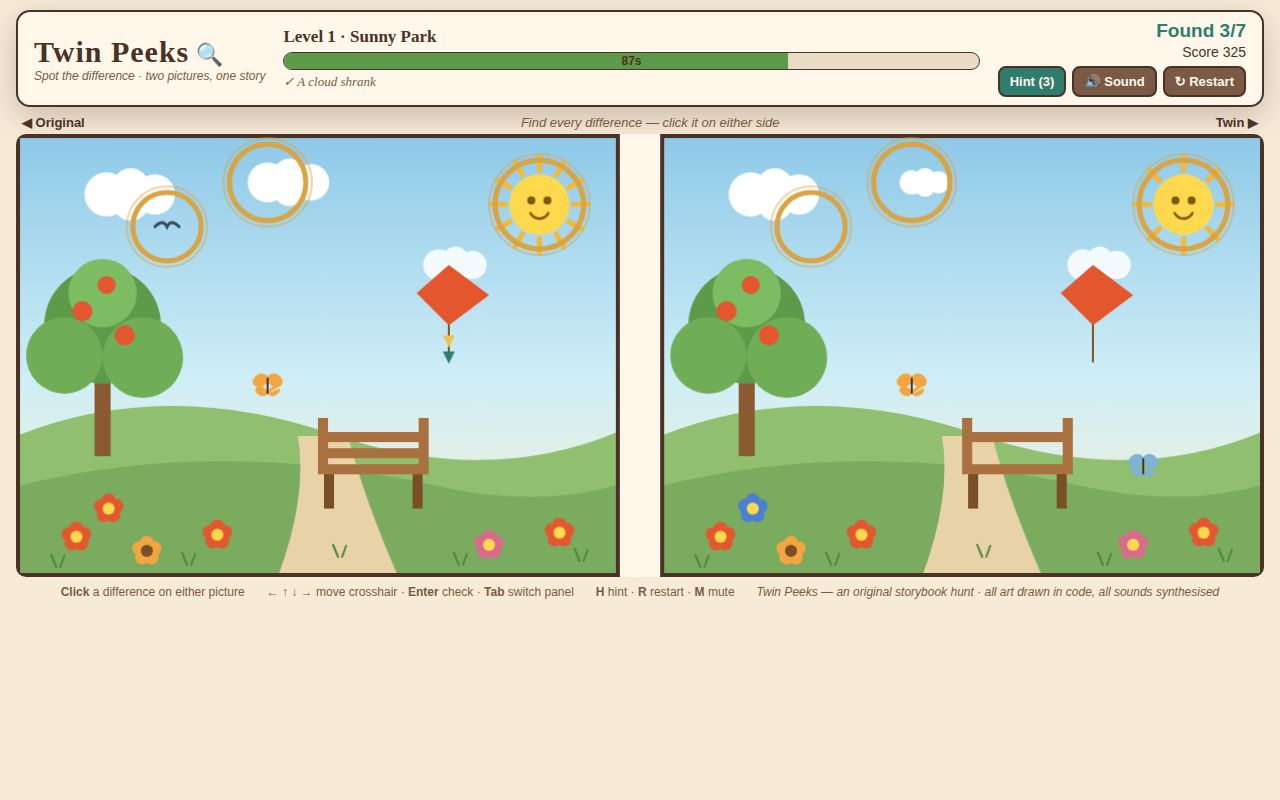 Twin Peeks 🔍
Spot the difference · two pictures, one story
Level 1 · Sunny Park
87s
✓ A cloud shrank
Found 3/7
Score 325
Hint (3)
🔊 Sound
↻ Restart
◀ Original
Find every difference — click it on either side
Twin ▶
Click a difference on either picture
← ↑ ↓ → move crosshair · Enter check · Tab switch panel
H hint · R restart · M mute
Twin Peeks — an original storybook hunt · all art drawn in code, all sounds synthesised